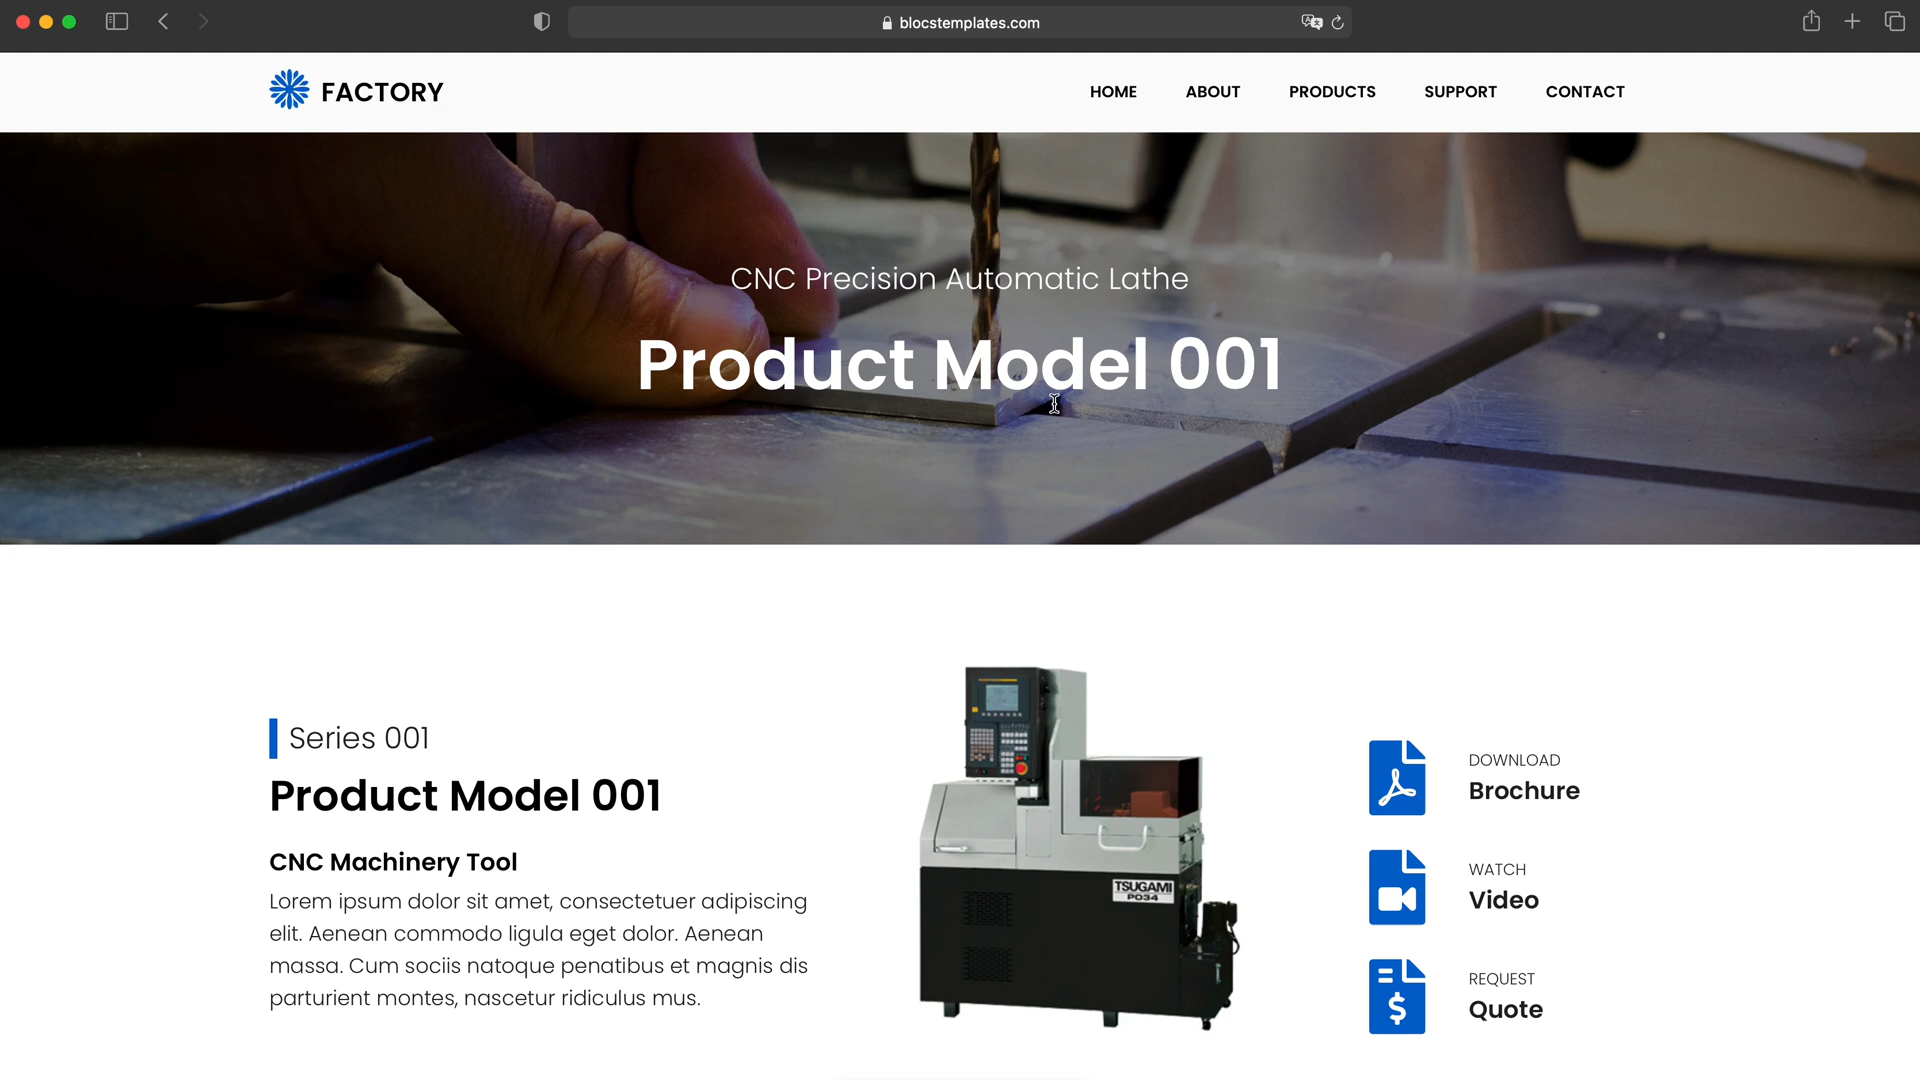 blocstemplates.com
FACTORY
HOME
ABOUT
PRODUCTS
SUPPORT
CONTACT
CNC Precision Automatic Lathe
Product Model 001
Series 001
Product Model 001
CNC Machinery Tool
Lorem ipsum dolor sit amet, consectetuer adipiscing
elit. Aenean commodo ligula eget dolor. Aenean
massa. Cum sociis natoque penatibus et magnis dis
parturient montes, nascetur ridiculus mus.
TSUGAMI
PO34
DOWNLOAD
Brochure
WATCH
Video
REQUEST
Quote